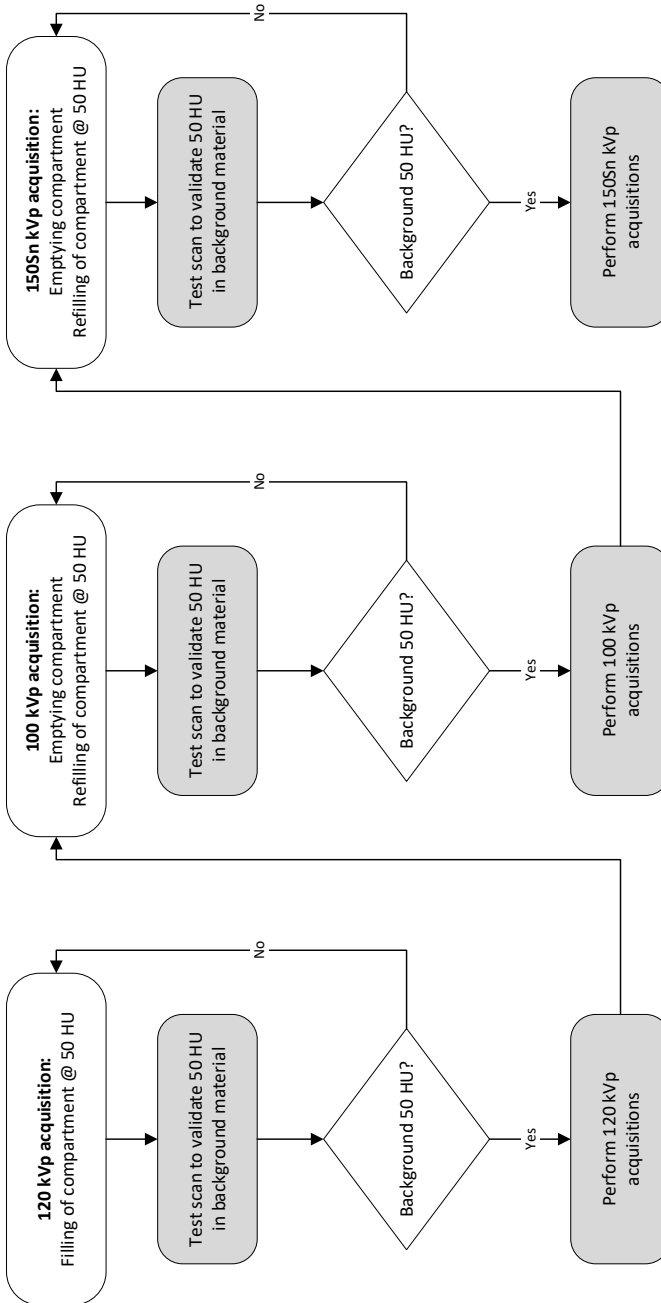 120 kVp acquisition:
Filling of compartment @ 50 HU
Test scan to validate 50 HU
in background material
Background 50 HU?
No
Yes
Perform 120 kVp
acquisitions
100 kVp acquisition:
Emptying compartment
Refilling of compartment @ 50 HU
Test scan to validate 50 HU
in background material
Background 50 HU?
No
Yes
Perform 100 kVp
acquisitions
150Sn kVp acquisition:
Emptying compartment
Refilling of compartment @ 50 HU
Test scan to validate 50 HU
in background material
Background 50 HU?
No
Yes
Perform 150Sn kVp
acquisitions